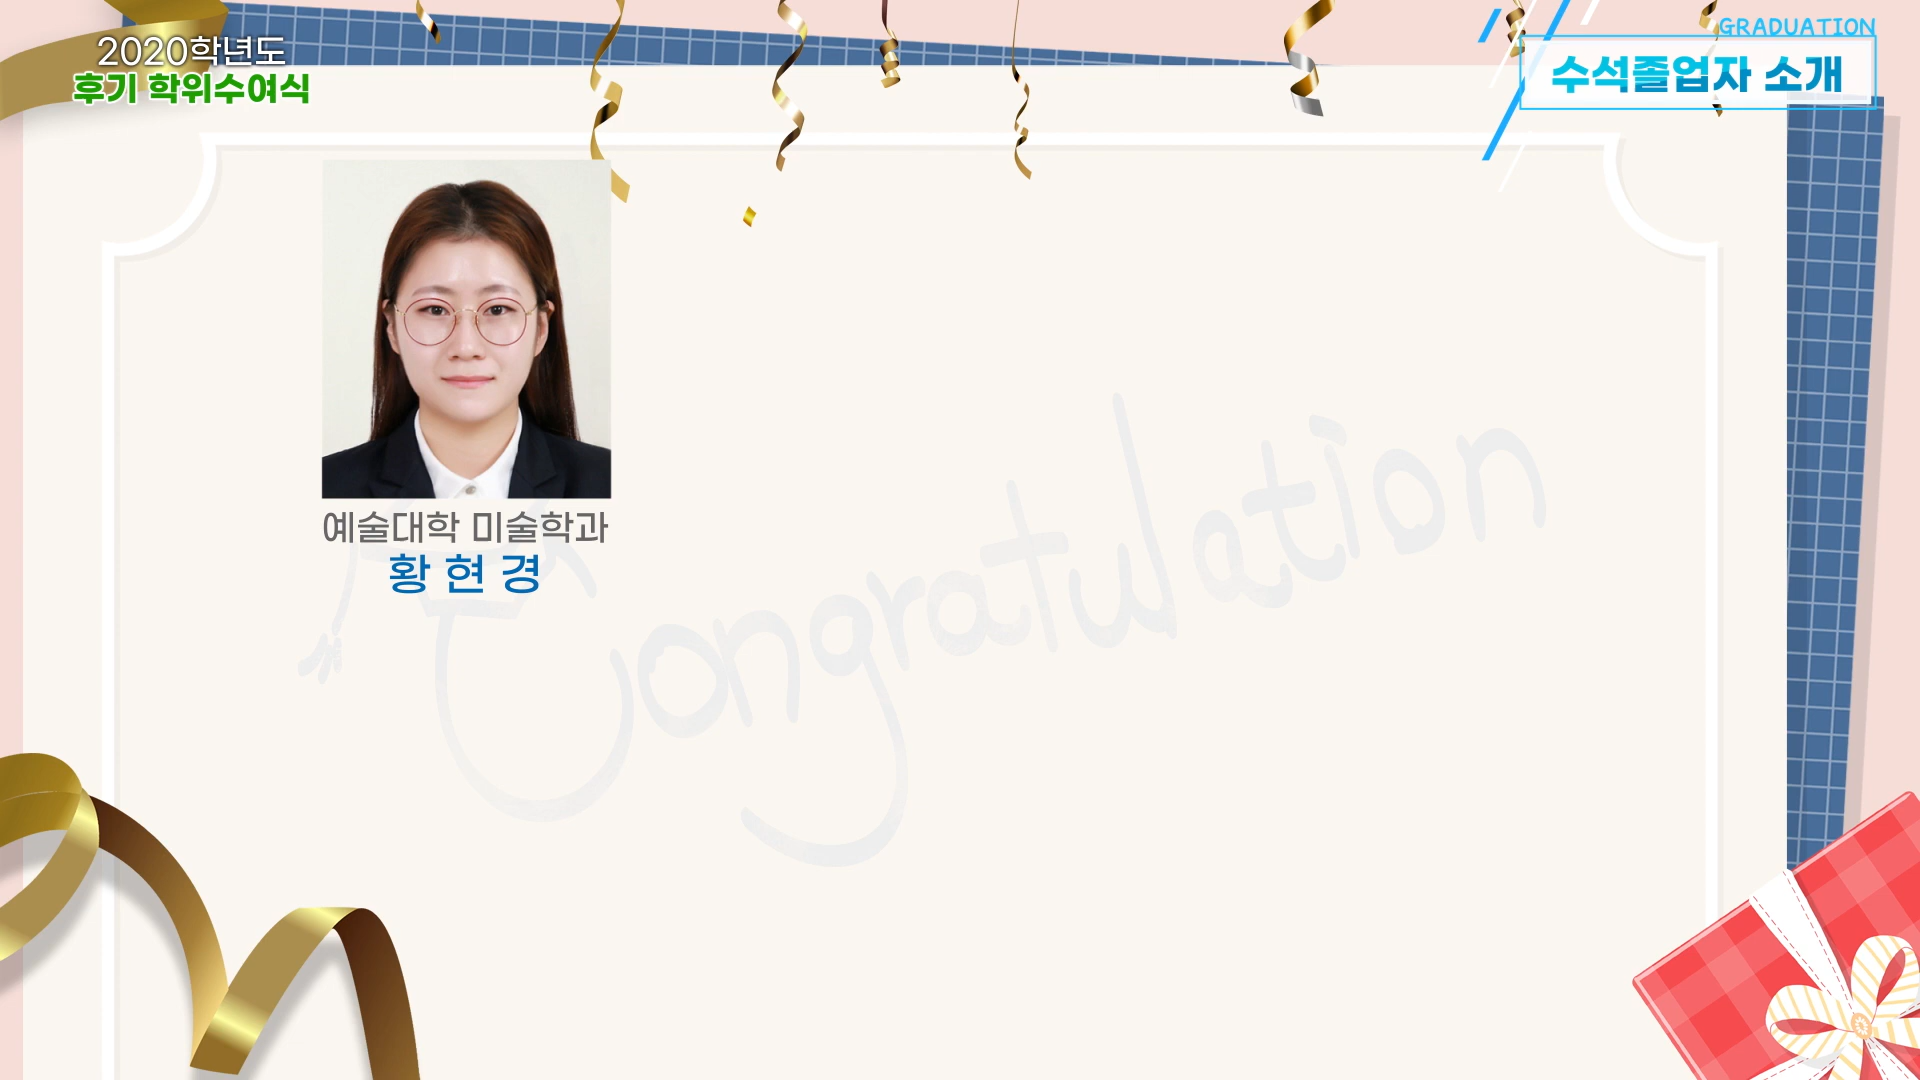 2020학년도
후기 학위수여식
GRADUATION
수석졸업자 소개
예술대학 미술학과
황 현 경
Congratulation